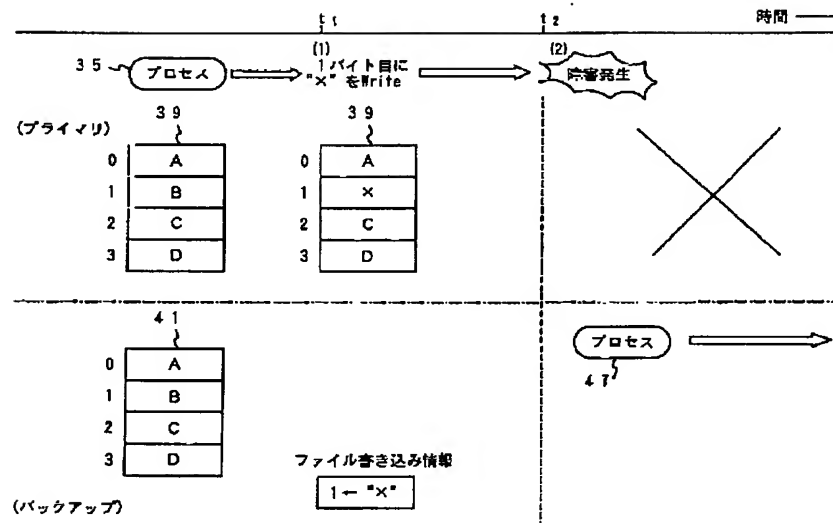 t₁ t₂ 時間
(1) (2)
35 プロセス 1バイト目に 障害発生
"×" をWrite
(プライマリ) 39 39
0 A 0 A
1 B 1 ×
2 C 2 C
3 D 3 D
41
プロセス
0 A
47
1 B
2 C
3 D
ファイル書き込み情報
1← "×"
(バックアップ)